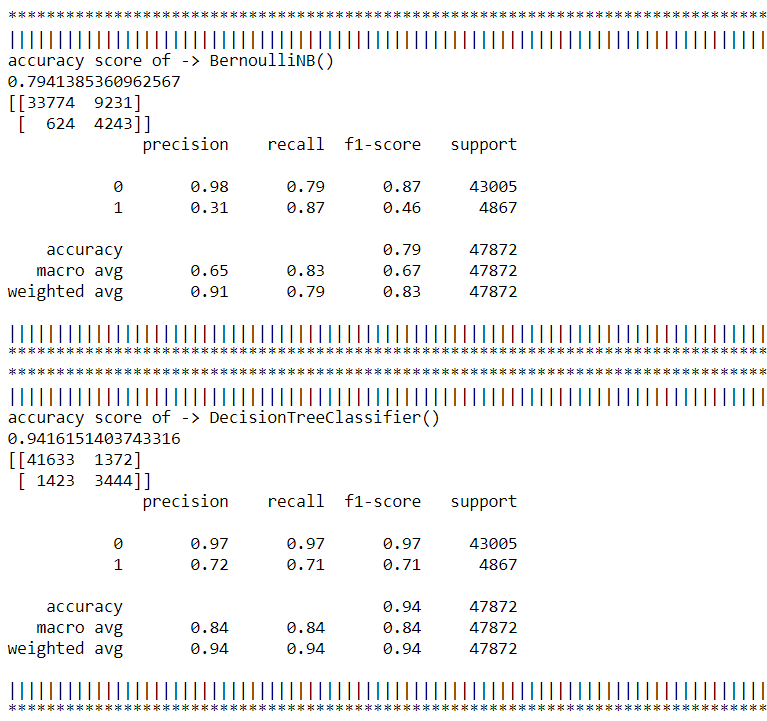 *******************************************************************************
|||||||||||||||||||||||||||||||||||||||||||||||||||||||||||||||||||||||||||||||
accuracy score of -> BernoulliNB()
0.7941385360962567
[[33774  9231]
 [  624  4243]]
              precision    recall  f1-score   support

           0       0.98      0.79      0.87     43005
           1       0.31      0.87      0.46      4867

    accuracy                           0.79     47872
   macro avg       0.65      0.83      0.67     47872
weighted avg       0.91      0.79      0.83     47872

|||||||||||||||||||||||||||||||||||||||||||||||||||||||||||||||||||||||||||||||
*******************************************************************************
*******************************************************************************
|||||||||||||||||||||||||||||||||||||||||||||||||||||||||||||||||||||||||||||||
accuracy score of -> DecisionTreeClassifier()
0.9416151403743316
[[41633  1372]
 [ 1423  3444]]
              precision    recall  f1-score   support

           0       0.97      0.97      0.97     43005
           1       0.72      0.71      0.71      4867

    accuracy                           0.94     47872
   macro avg       0.84      0.84      0.84     47872
weighted avg       0.94      0.94      0.94     47872

|||||||||||||||||||||||||||||||||||||||||||||||||||||||||||||||||||||||||||||||
*******************************************************************************